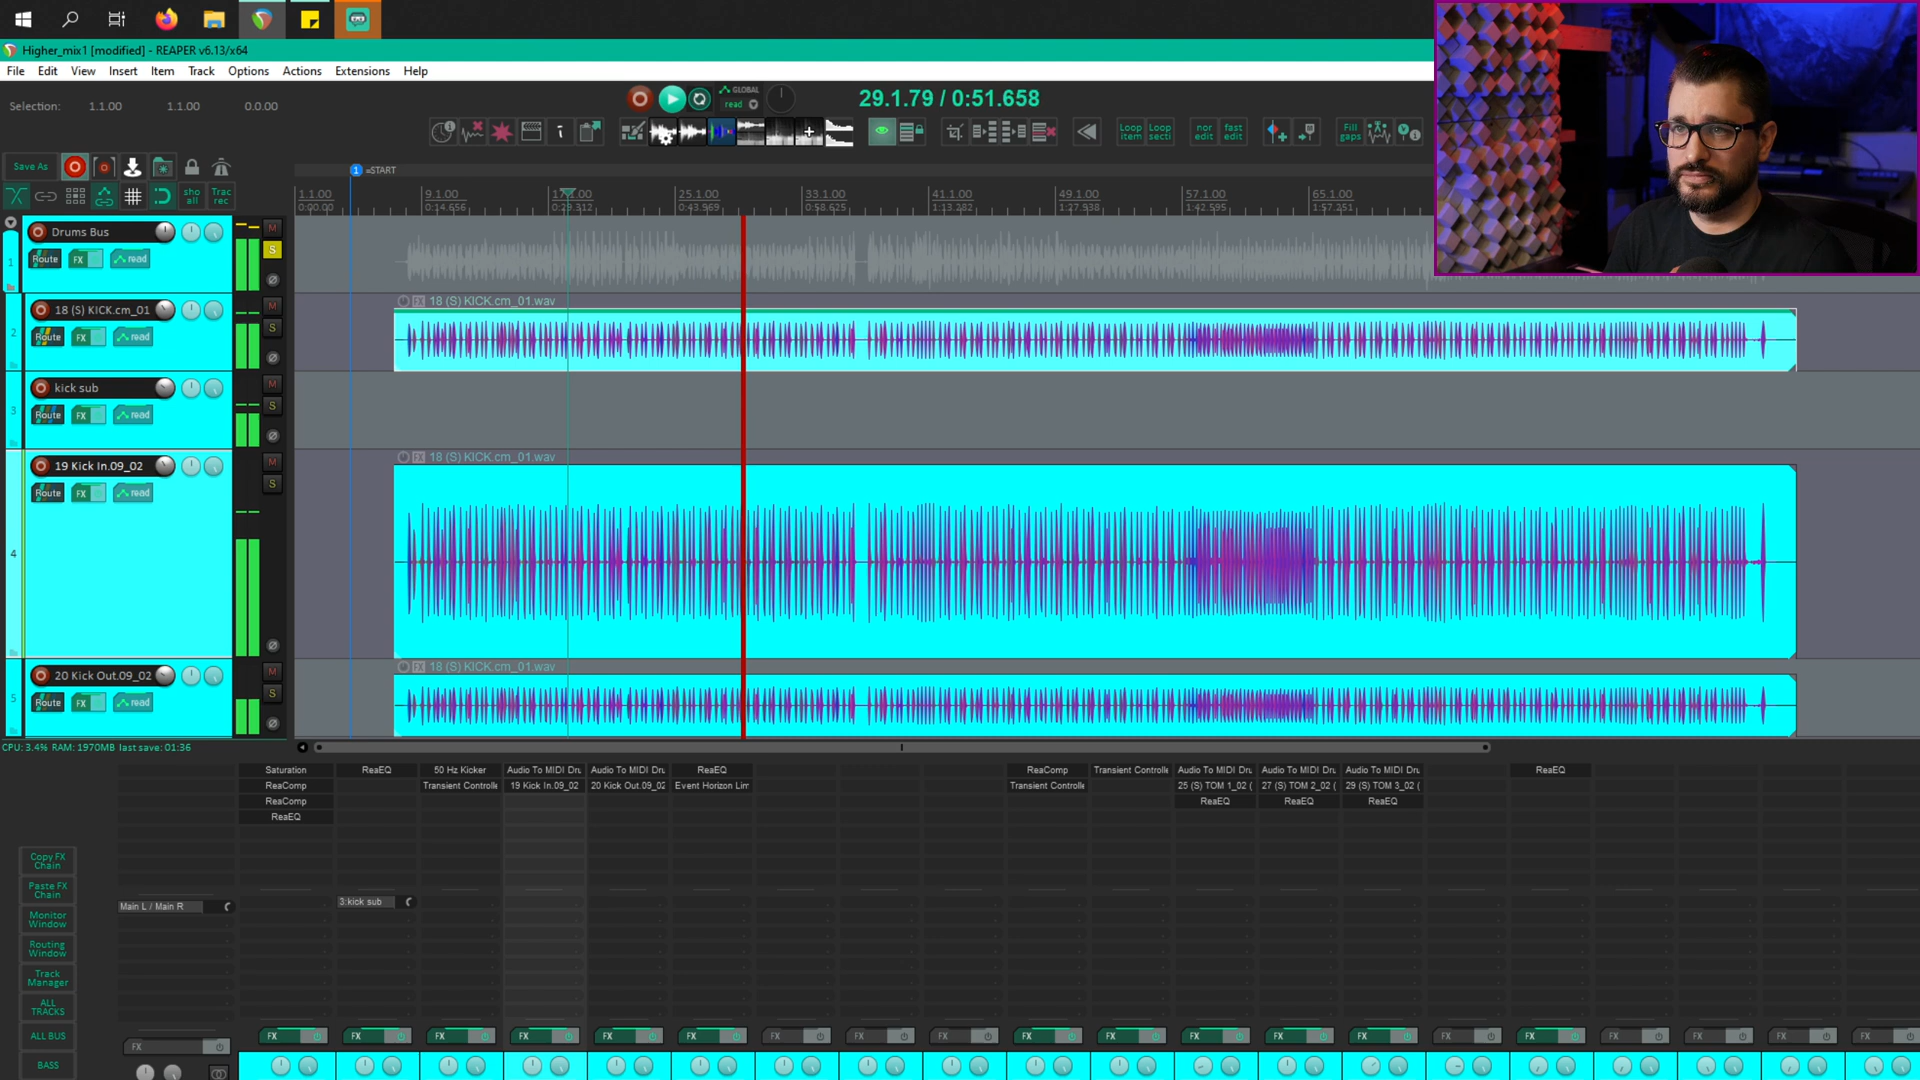 Higher_mix1 [modified] - REAPER v6.13/x64
File Edit View Insert Item Track Options Actions Extensions Help
Selection: 1.1.00 1.1.00 0.0.00
GLOBAL
read
29.1.79 / 0:51.658
Loop item
Loop secti
nor edit
fast edit
Fill gaps
Save As
sho all
Trac rec
1 =START
1.1.00 9.1.00 17.1.00 25.1.00 33.1.00 41.1.00 49.1.00 57.1.00 65.1.00
0:00.00 0:14.656 0:29.312 0:43.969 0:58.625 1:13.282 1:27.938 1:42.595 1:57.251
1 Drums Bus M
S
Route FX read
18 (S) KICK.cm_01.wav
2 18 (S) KICK.cm_01 M
S
Route FX read
3 kick sub M
S
Route FX read
18 (S) KICK.cm_01.wav
4 19 Kick In.09_02 M
S
Route FX read
18 (S) KICK.cm_01.wav
5 20 Kick Out.09_02 M
S
Route FX read
CPU: 3.4% RAM: 1970MB last save: 01:36
Saturation ReaEQ 50 Hz Kicker Audio To MIDI Dru Audio To MIDI Dru ReaEQ ReaComp Transient Controlle Audio To MIDI Dru Audio To MIDI Dru Audio To MIDI Dru ReaEQ
ReaComp Transient Controlle 19 Kick In.09_02 20 Kick Out.09_02 Event Horizon Lim Transient Controlle 25 (S) TOM 1_02 ( 27 (S) TOM 2_02 ( 29 (S) TOM 3_02 (
ReaComp ReaEQ ReaEQ ReaEQ
ReaEQ
Copy FX Chain
Paste FX Chain
Monitor Window
Routing Window
Track Manager
ALL TRACKS
ALL BUS
BASS
Main L / Main R
3:kick sub
FX FX FX FX FX FX FX FX FX FX FX FX FX FX FX FX FX FX FX FX
FX